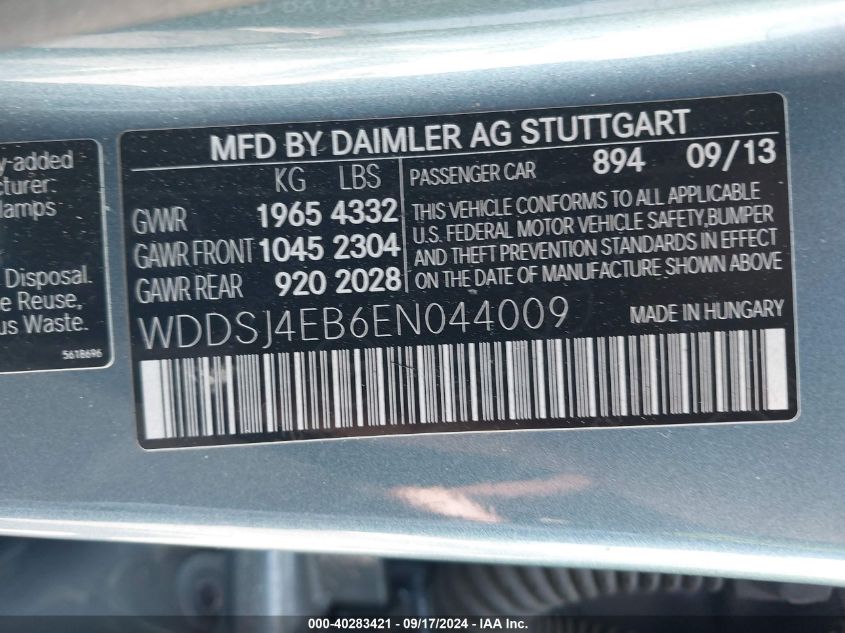 y-added
cturer:
lamps
Disposal.
e Reuse,
us Waste.
5618696
MFD BY DAIMLER AG STUTTGART
KG LBS
GVWR 1965 4332
GAWR FRONT 1045 2304
GAWR REAR 920 2028
PASSENGER CAR 894 09/13
THIS VEHICLE CONFORMS TO ALL APPLICABLE
U.S. FEDERAL MOTOR VEHICLE SAFETY,BUMPER
AND THEFT PREVENTION STANDARDS IN EFFECT
ON THE DATE OF MANUFACTURE SHOWN ABOVE
WDDSJ4EB6EN044009 MADE IN HUNGARY
000-40283421 - 09/17/2024 - IAA Inc.